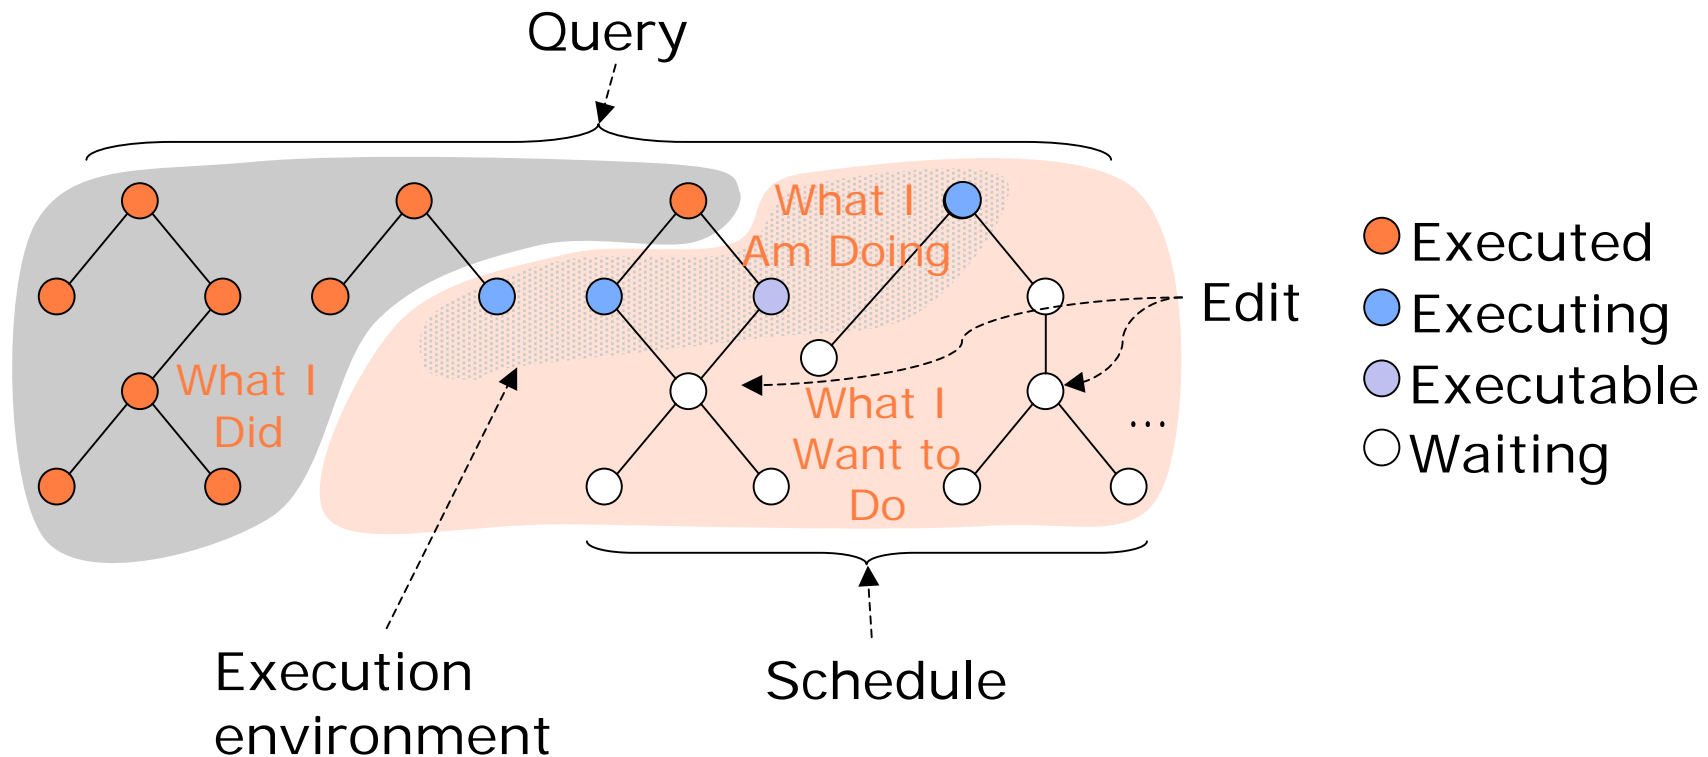 Query
What I
Am Doing
What I
Did
What I
Want to
Do
...
Edit
Executed
Executing
Executable
Waiting
Execution
environment
Schedule